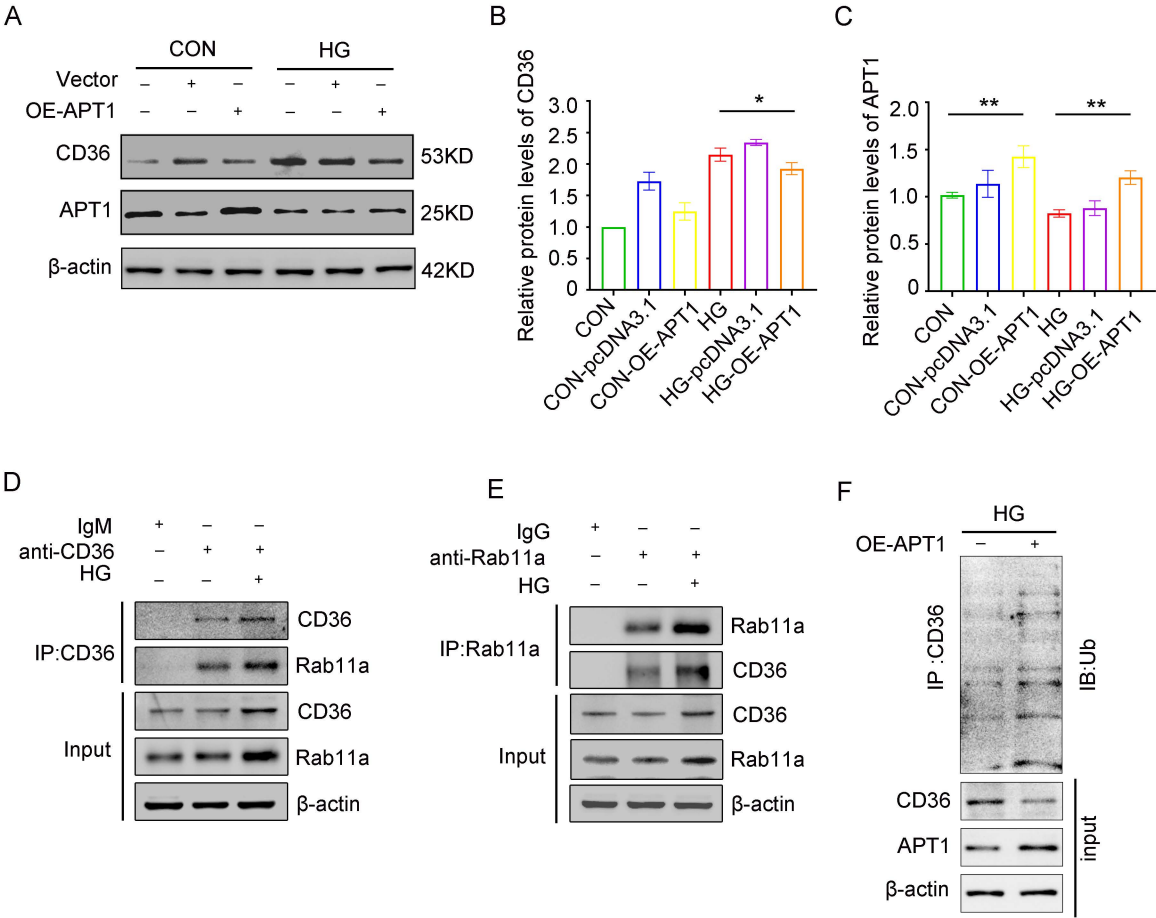 A
CON HG
Vector – + – – + –
OE-APT1 – – + – – +
CD36 53KD
APT1 25KD
β-actin 42KD
B
Relative protein levels of CD36
3.0
2.5
2.0
1.5
1.0
0.5
0
*
CON
CON-pcDNA3.1
CON-OE-APT1
HG
HG-pcDNA3.1
HG-OE-APT1
C
Relative protein levels of APT1
2.0
1.5
1.0
0.5
0
** **
CON
CON-pcDNA3.1
CON-OE-APT1
HG
HG-pcDNA3.1
HG-OE-APT1
D
IgM + – –
anti-CD36 – + +
HG – – +
IP:CD36
CD36
Rab11a
Input
CD36
Rab11a
β-actin
E
IgG + – –
anti-Rab11a – + +
HG – – +
IP:Rab11a
Rab11a
CD36
Input
CD36
Rab11a
β-actin
F
HG
OE-APT1 – +
IP :CD36
IB:Ub
CD36
APT1
β-actin
input